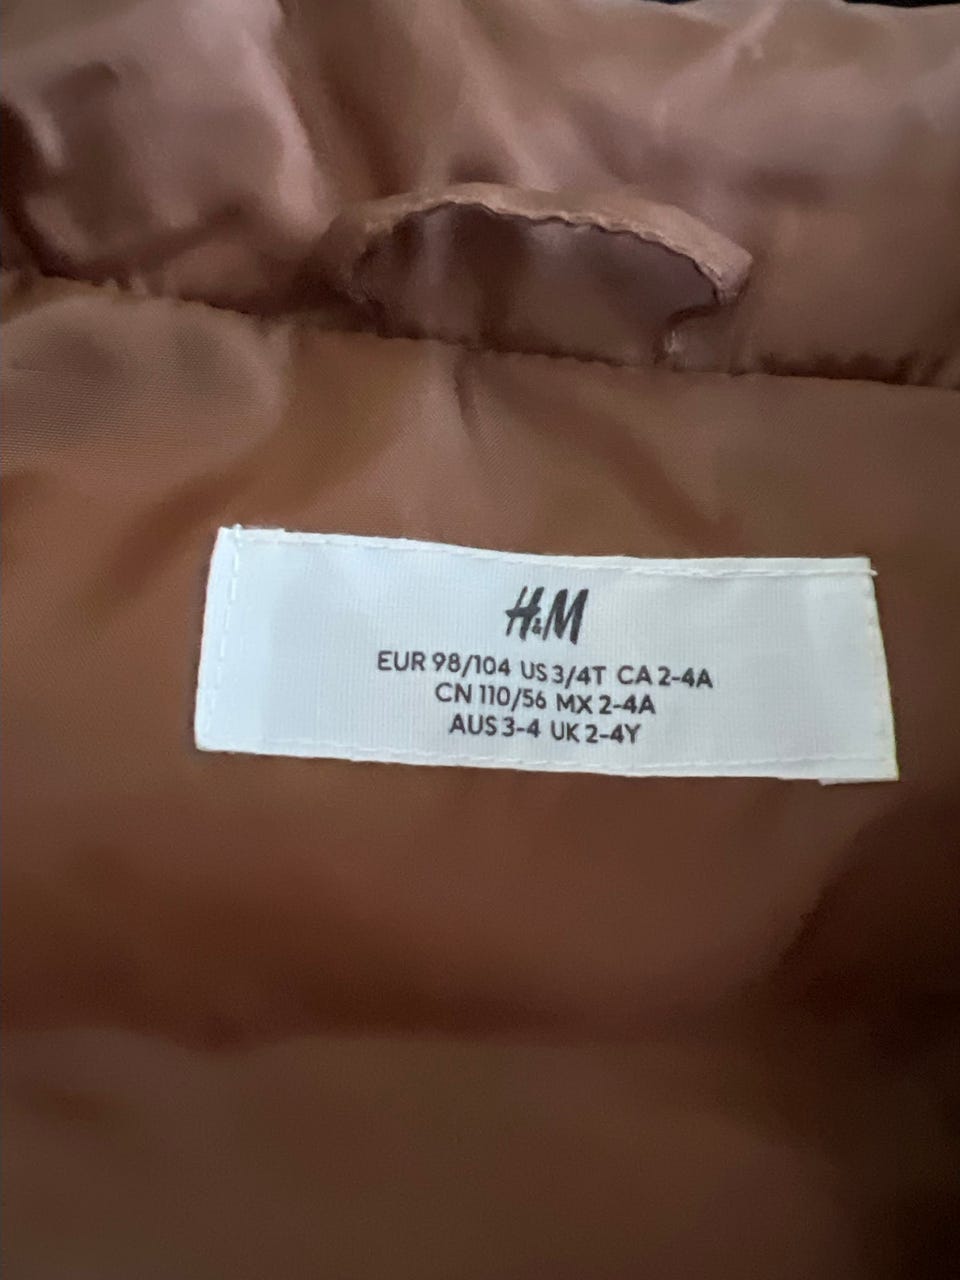 H&M
EUR 98/104 US 3/4T CA 2-4A
CN 110/56 MX 2-4A
AUS 3-4 UK 2-4Y